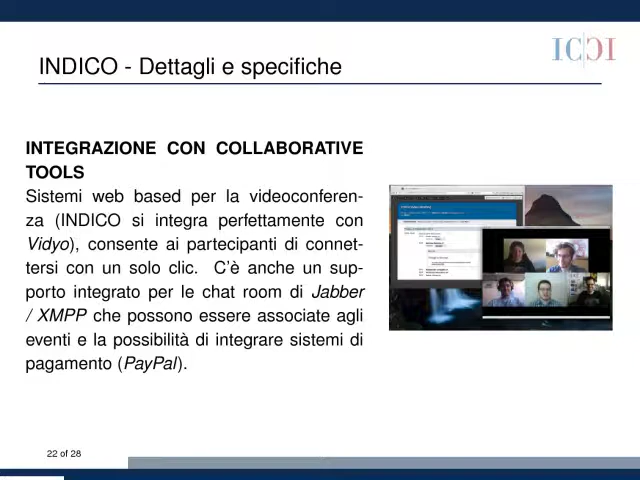 INDICO - Dettagli e specifiche
INTEGRAZIONE CON COLLABORATIVE
TOOLS
Sistemi web based per la videoconferen-
za (INDICO si integra perfettamente con
Vidyo), consente ai partecipanti di connet-
tersi con un solo clic. C'è anche un sup-
porto integrato per le chat room di Jabber
/ XMPP che possono essere associate agli
eventi e la possibilità di integrare sistemi di
pagamento (PayPal).
22 of 28